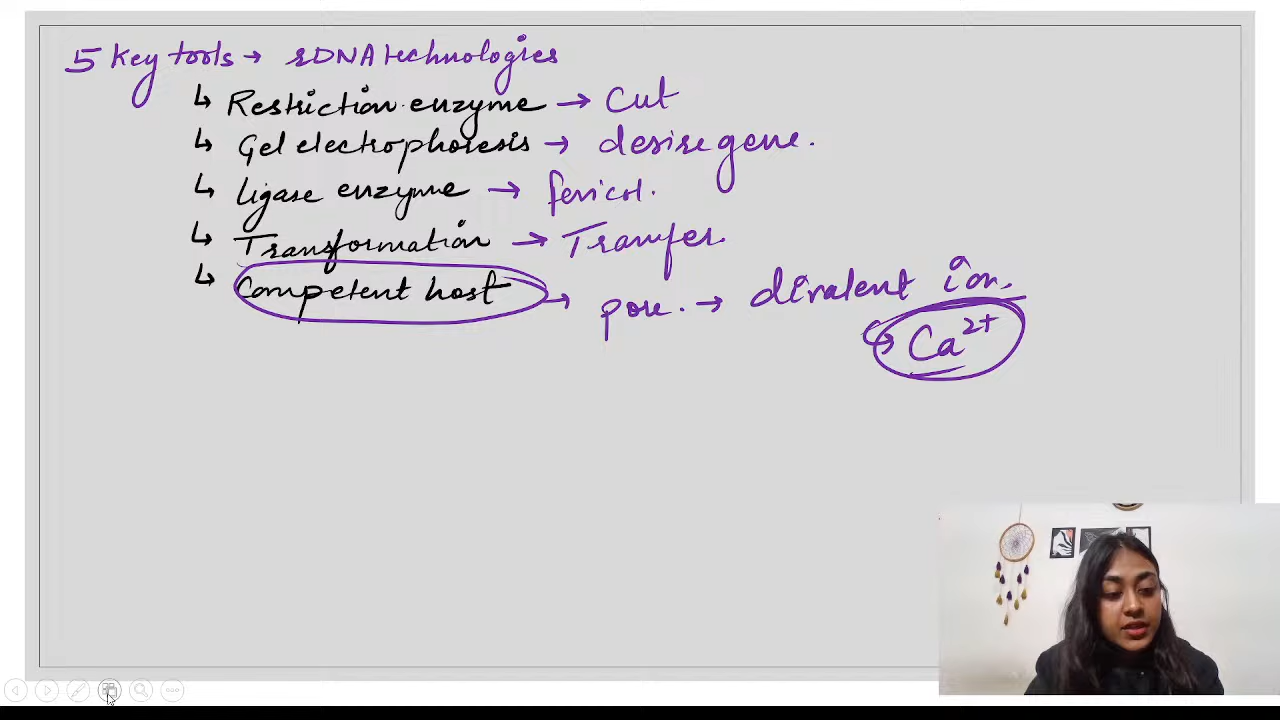 5 Key tools → rDNA technologies
↳ Restriction enzyme → Cut
↳ Gel electrophoresis → desire gene.
↳ Ligase enzyme → fevicol.
↳ Transformation → Transfer.
↳ Competent host → pore. → divalent ion.
↳ Ca²⁺